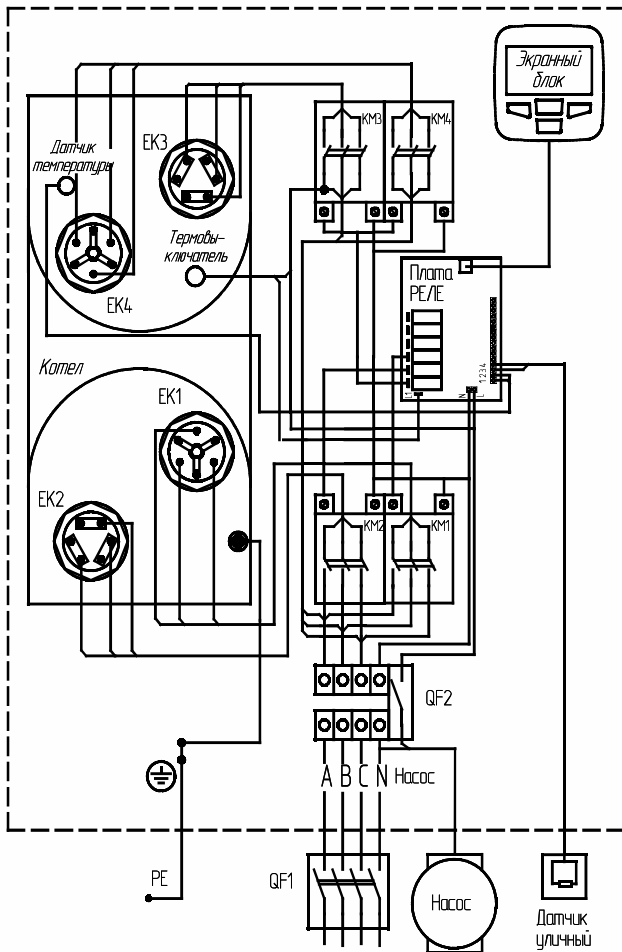 Экранный
блок
KM3
KM4
EK3
Датчик
температуры
Термовы-
ключатель
EK4
Плата
РЕЛЕ
1234
L1
N
L
Котел
EK1
EK2
KM2
KM1
QF2
A B C N Насос
PE
QF1
Насос
Датчик
уличный